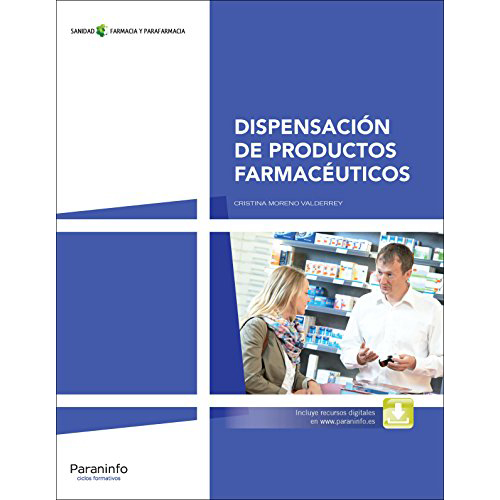 SANIDAD FARMACIA Y PARAFARMACIA
DISPENSACIÓN
DE PRODUCTOS
FARMACÉUTICOS
CRISTINA MORENO VALDERREY
Incluye recursos digitales
en www.paraninfo.es
Paraninfo
ciclos formativos